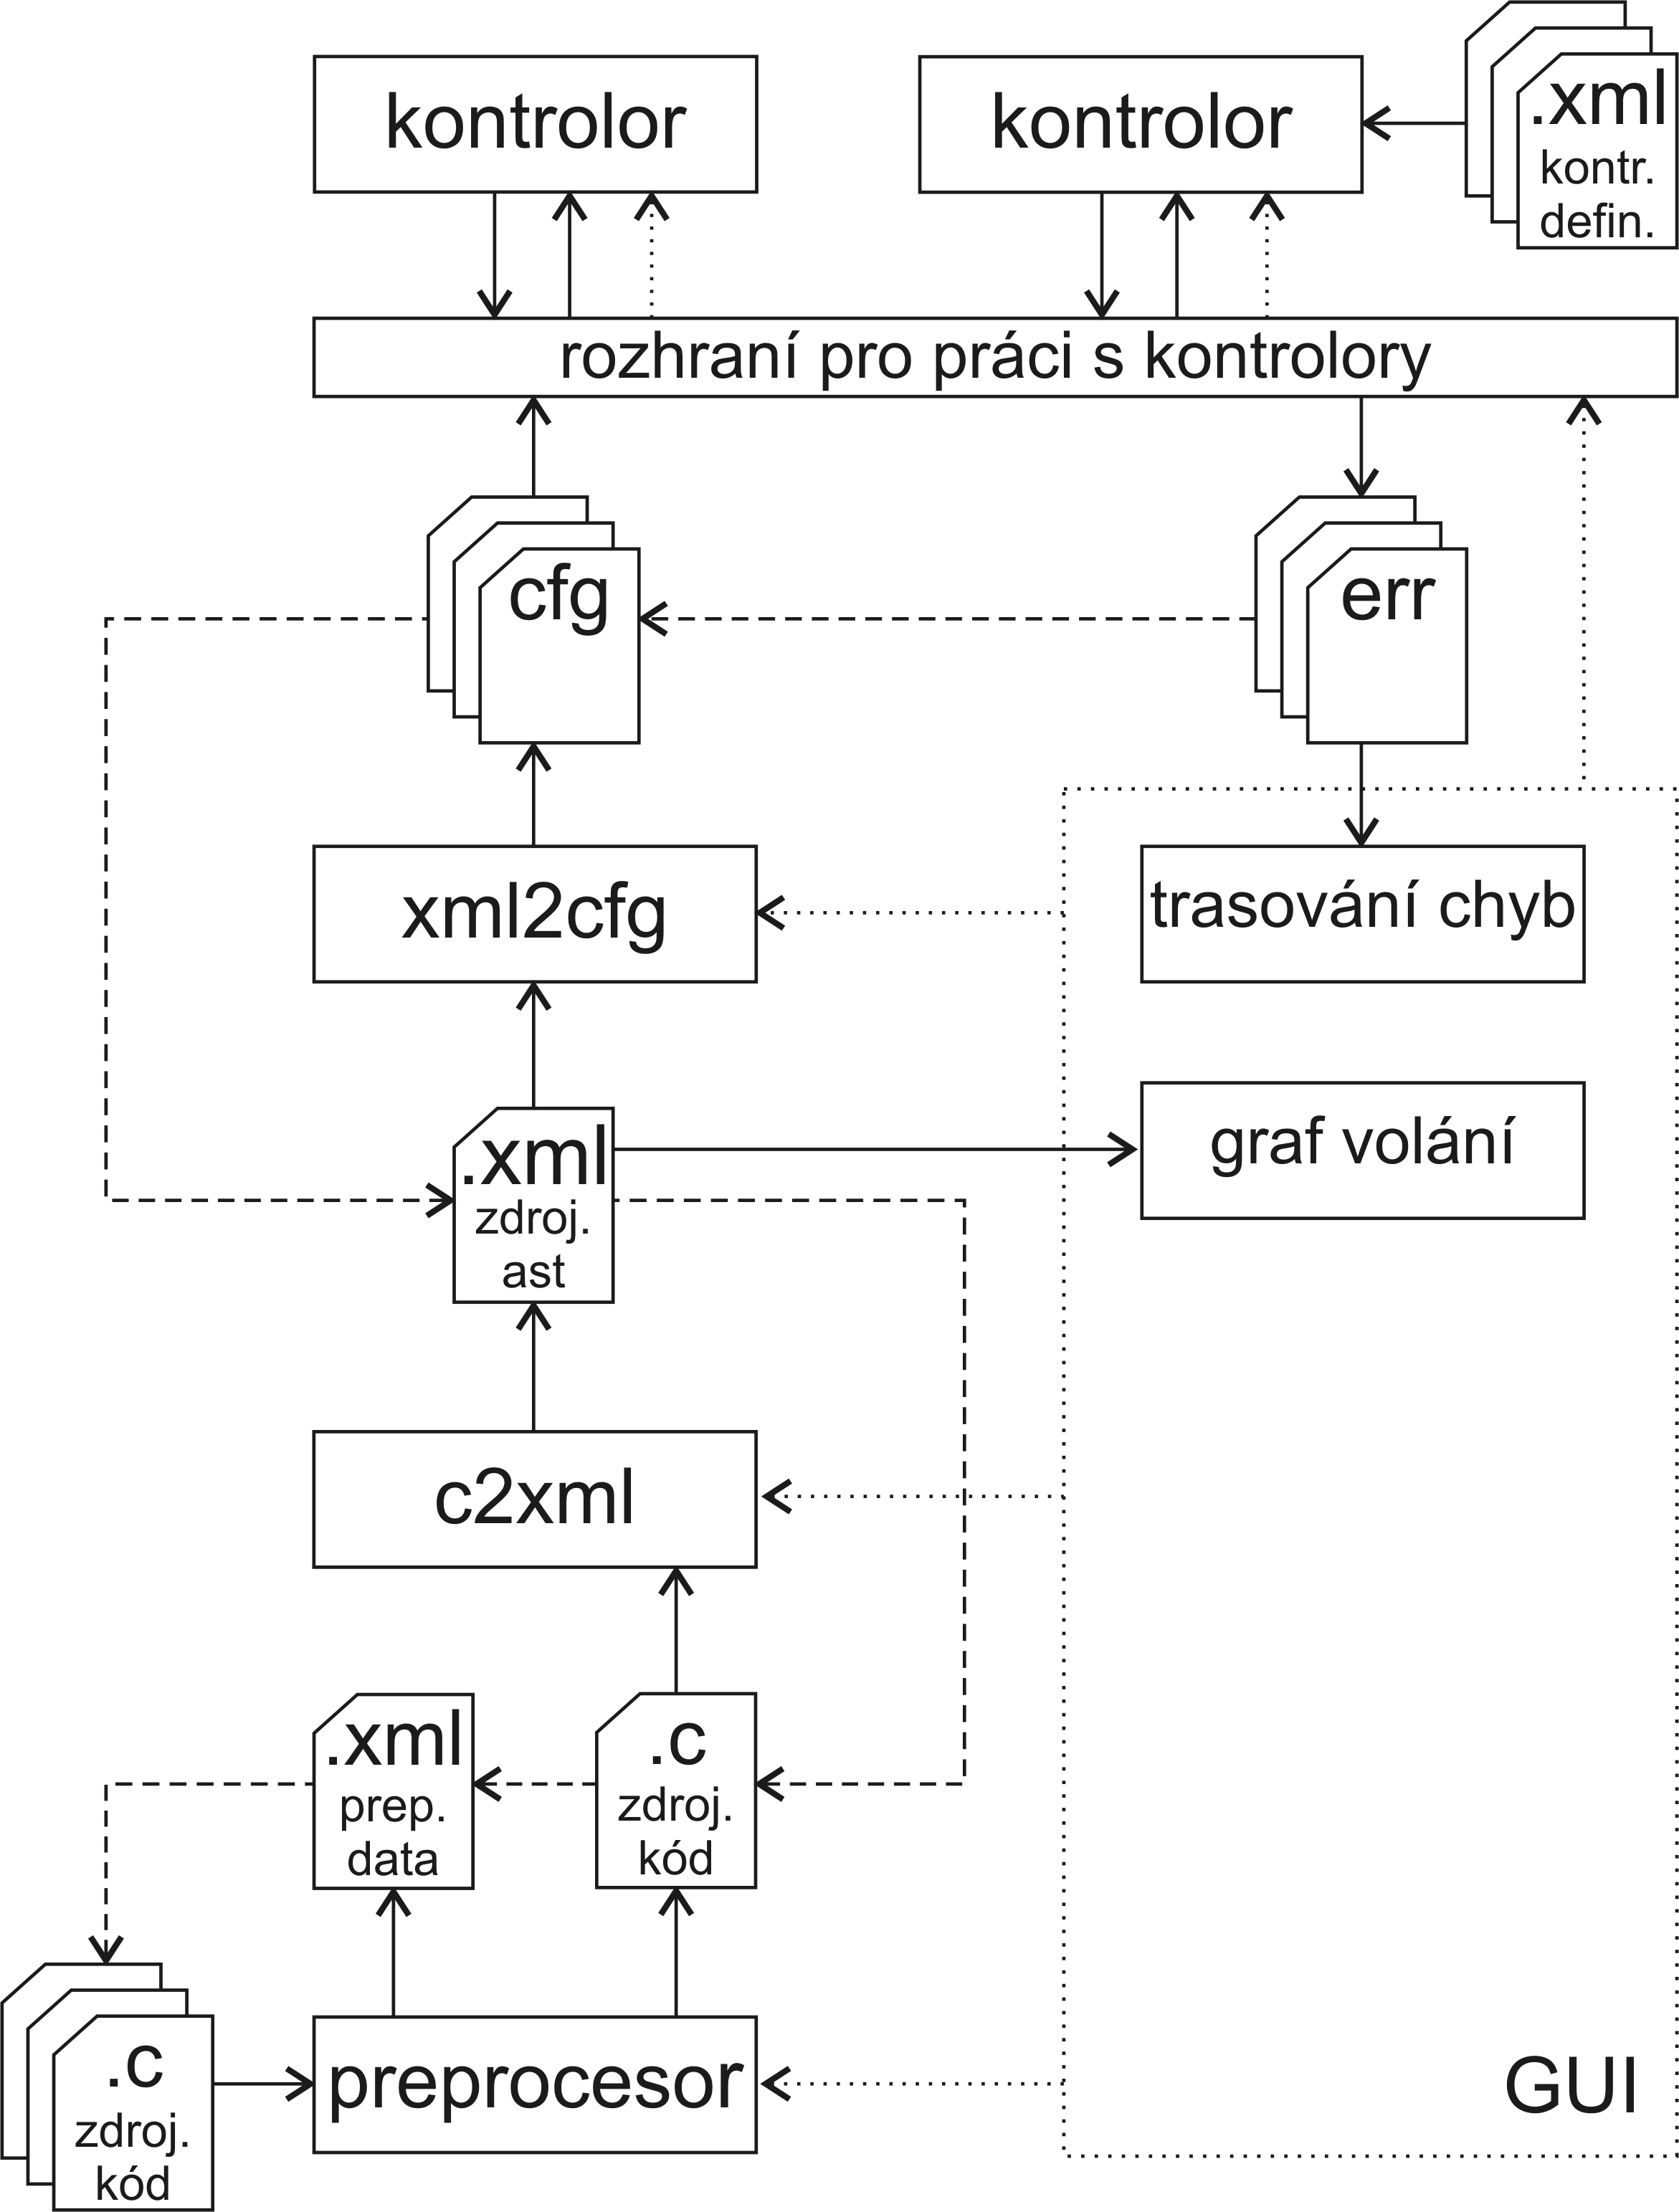 kontrolor
kontrolor
.xml
kontr.
defin.
rozhraní pro práci s kontrolory
cfg
err
xml2cfg
trasování chyb
.xml
zdroj.
ast
graf volání
c2xml
.xml
prep.
data
.c
zdroj.
kód
.c
zdroj.
kód
preprocesor
GUI